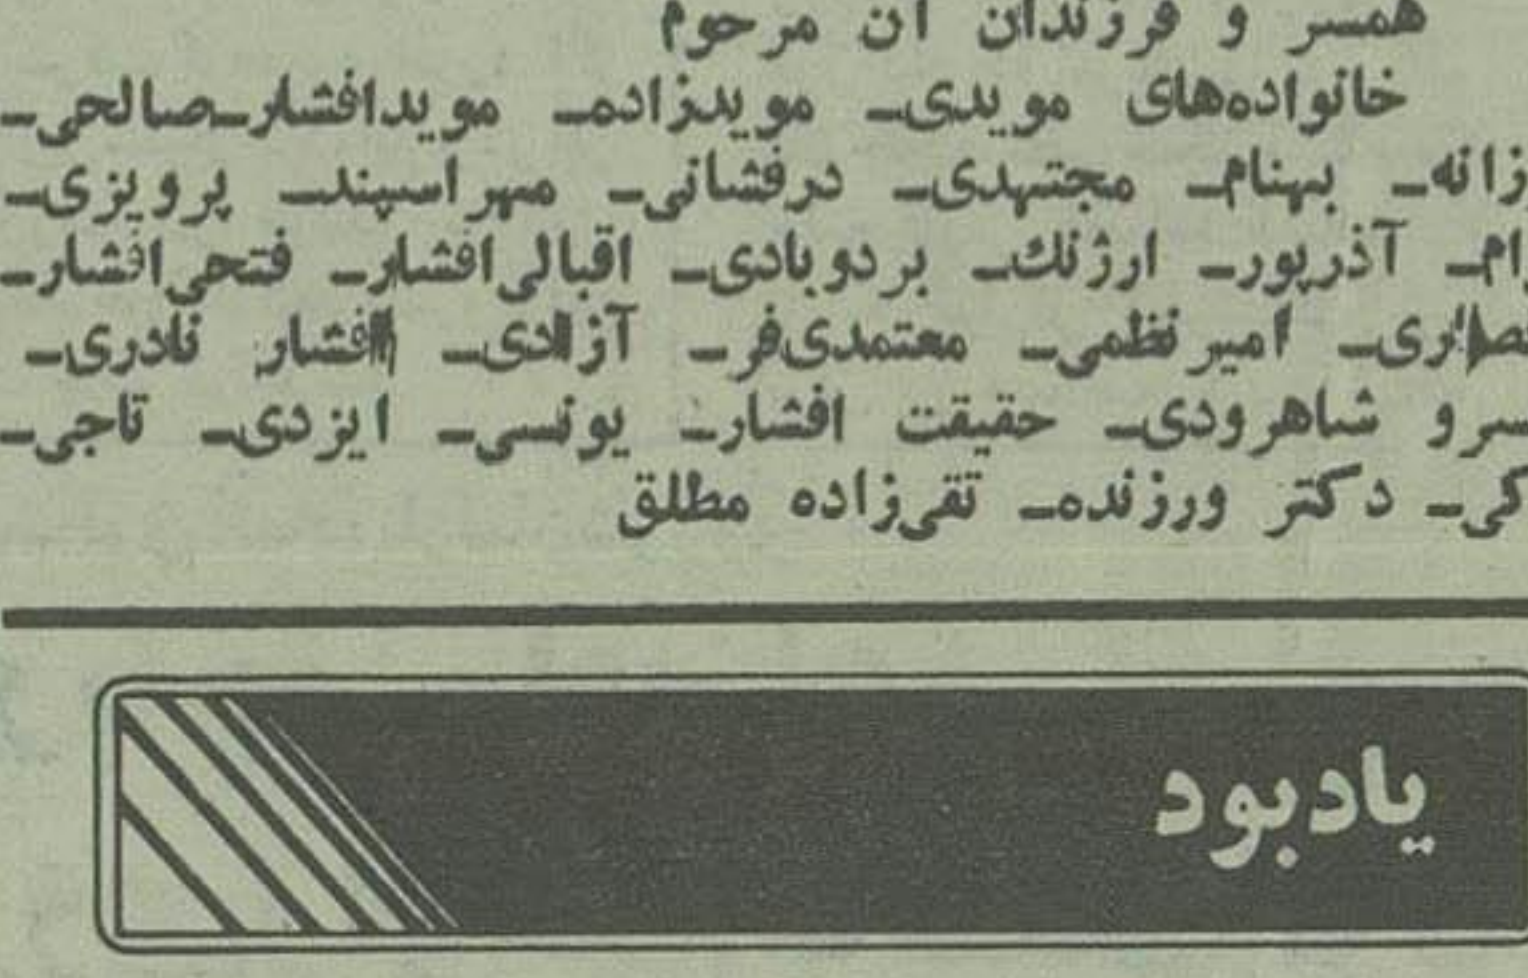 همسر و فرزندان آن مرحوم
خانواده‌های مویدی ـ مویدزاده ـ مویدافشار ـ صالحی ـ
بهنام ـ مجتهدی ـ درفشانی ـ مهراسپند ـ پرویزی ـ
آذرپور ـ ارژنك ـ بردوبادی ـ اقبالی‌افشار ـ فتحی‌افشار ـ
امیرنظمی ـ معتمدی‌فر ـ آزادی ـ افشار نادری ـ
شاهرودی ـ حقیقت افشار ـ یونسی ـ ایزدی ـ تاجی ـ
دکتر ورزنده ـ تقی‌زاده مطلق
یادبود